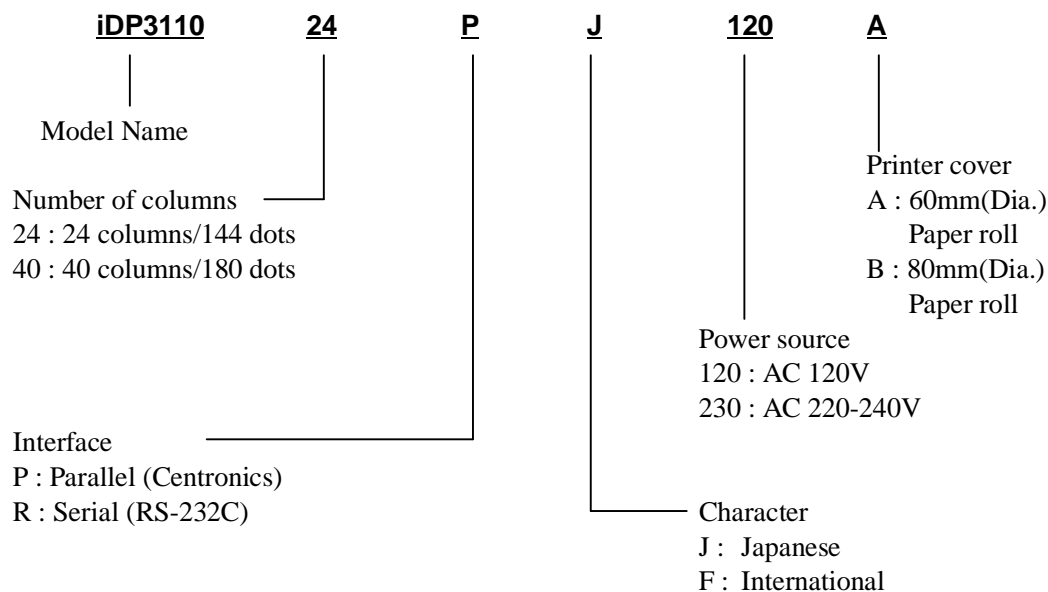 iDP3110 24 P J 120 A
Model Name
Number of columns
24 : 24 columns/144 dots
40 : 40 columns/180 dots
Printer cover
A : 60mm(Dia.)
Paper roll
B : 80mm(Dia.)
Paper roll
Power source
120 : AC 120V
230 : AC 220-240V
Interface
P : Parallel (Centronics)
R : Serial (RS-232C)
Character
J : Japanese
F : International